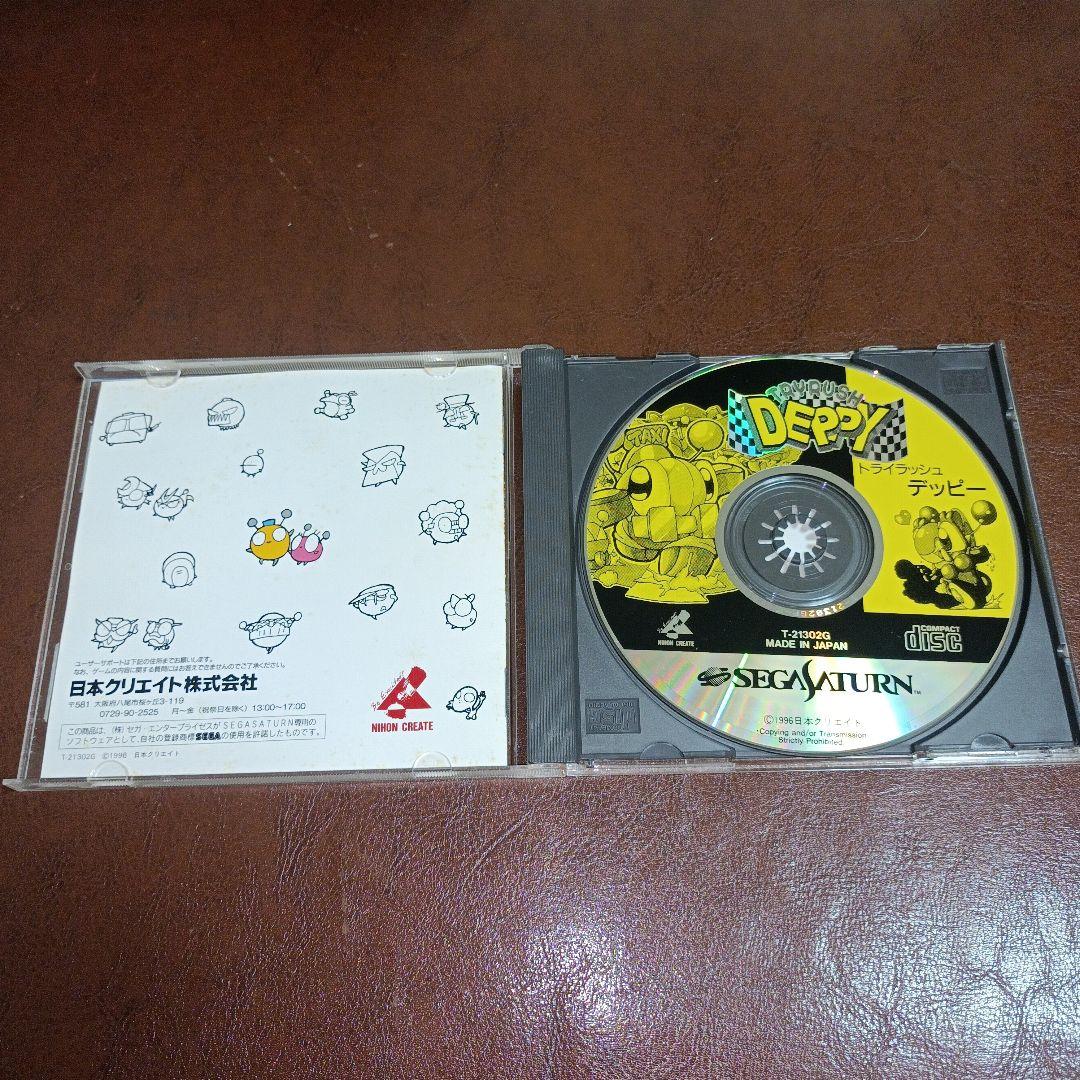 ユーザーサポートは下記の住所までお願いします。
なお、ゲームの内容に関する質問にはお答えできませんのでご了承ください。
日本クリエイト株式会社
〒581 大阪府八尾市桜ヶ丘3-119
0729-90-2525 月ー金(祝祭日を除く)13:00〜17:00
この商品は、(株)セガ・エンタープライゼスがSEGASATURN専用の
ソフトウェアとして、自社の登録商標SEGAの使用を許諾したものです。
T-21302G ©1996 日本クリエイト
NIHON CREATE
TRYRUSH
DEPPY
トライラッシュ
デッピー
TAXI
NIHON CREATE
T-21302G
MADE IN JAPAN
COMPACT
disc
SEGASATURN™
©1996日本クリエイト
Copying and/or Transmission
Strictly Prohibited.